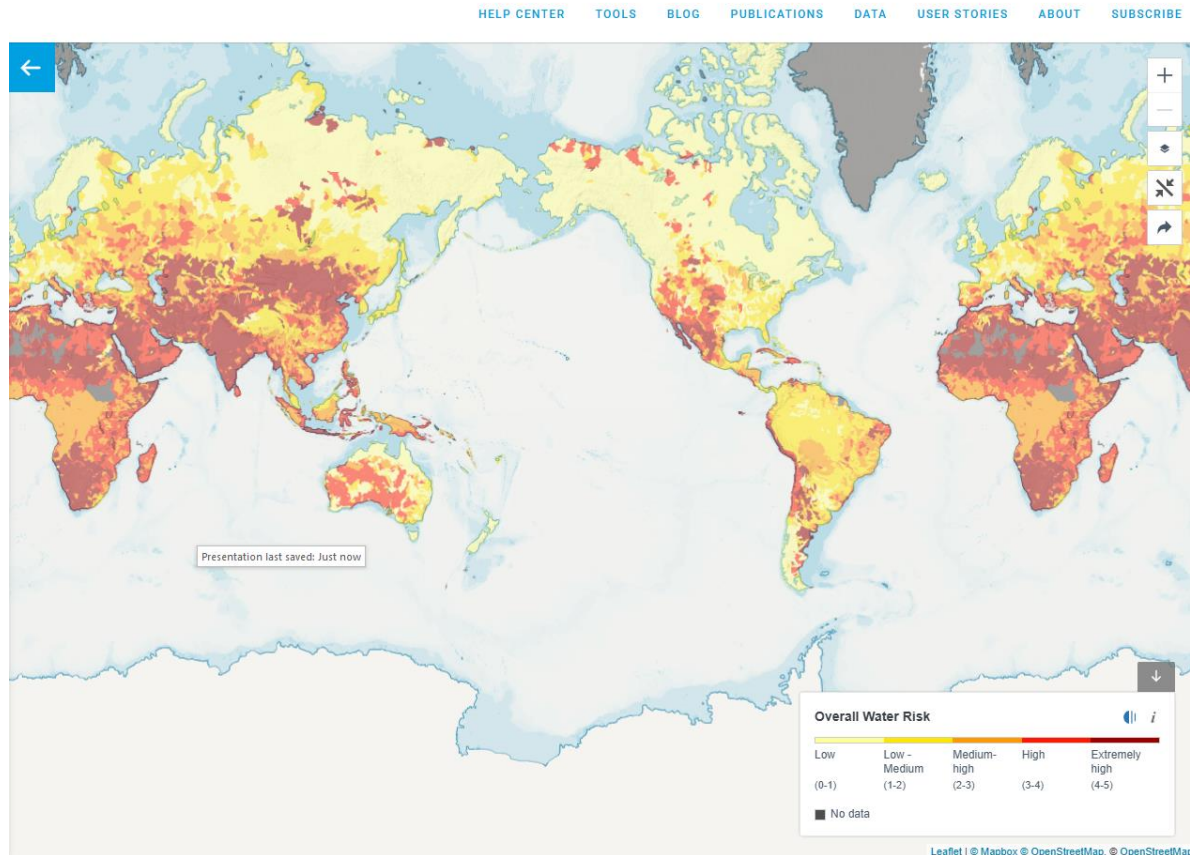 HELP CENTER TOOLS BLOG PUBLICATIONS DATA USER STORIES ABOUT SUBSCRIBE
Presentation last saved: Just now
Overall Water Risk i
Low Low - Medium- High Extremely
Medium high high
(0-1) (1-2) (2-3) (3-4) (4-5)
No data
Leaflet | © Mapbox © OpenStreetMap, © OpenStreetMap